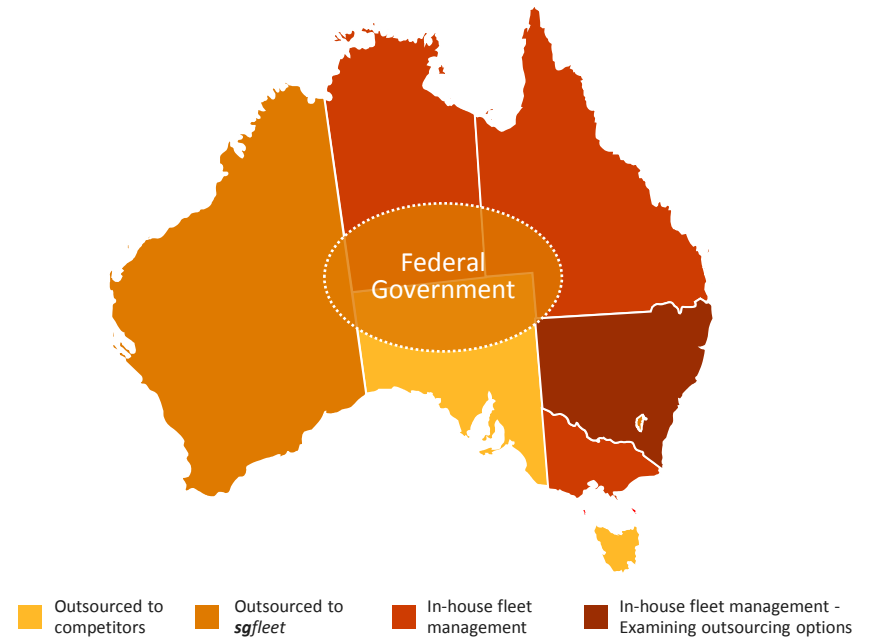 Federal
Government
Outsourced to
competitors
Outsourced to
sgfleet
In-house fleet
management
In-house fleet management -
Examining outsourcing options